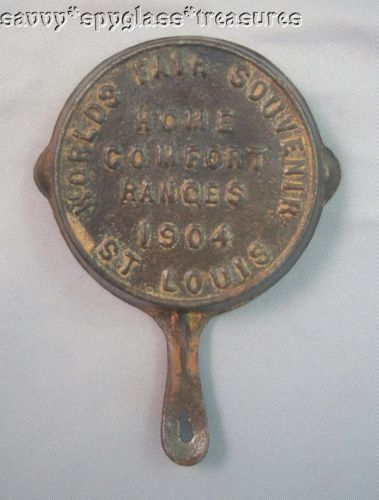 savvy*spyglass*treasures
WORLDS FAIR SOUVENIR
HOME
COMFORT
RANGES
1904
ST LOUIS